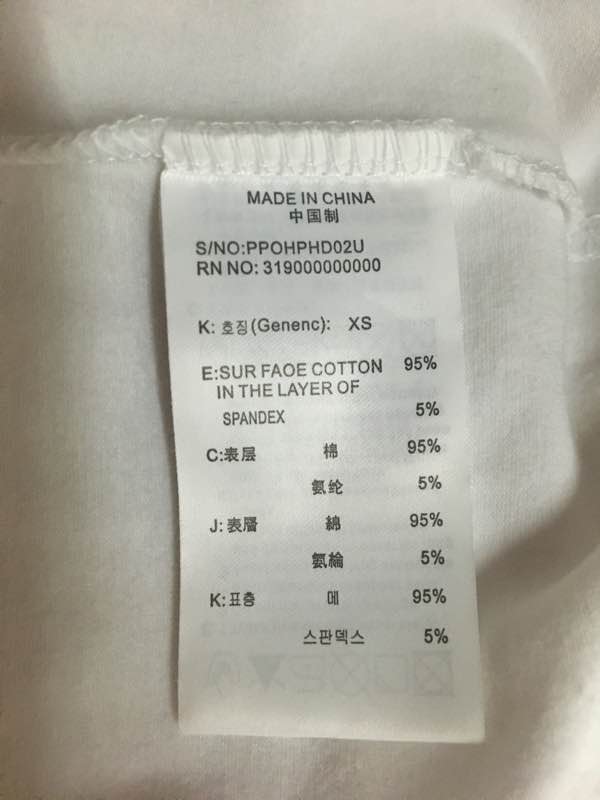 MADE IN CHINA
中国制
S/NO:PPOHPHD02U
RN NO: 319000000000
K: 호징(Genenc): XS
E:SUR FAOE COTTON 95%
IN THE LAYER OF
SPANDEX 5%
C:表层 棉 95%
氨纶 5%
J:表層 綿 95%
氨綸 5%
K:표층 메 95%
스판덱스 5%